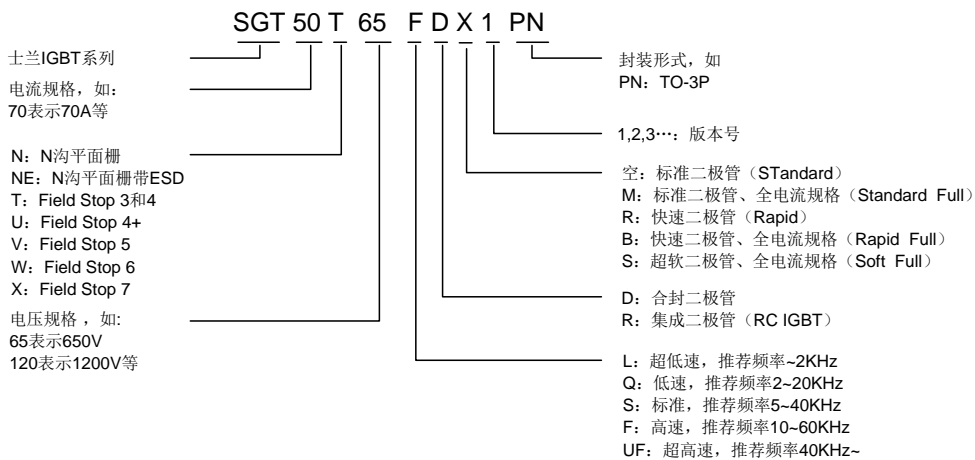 SGT 50 T 65 F D X 1 PN
士兰IGBT系列
电流规格，如：
70表示70A等
N：N沟平面栅
NE：N沟平面栅带ESD
T：Field Stop 3和4
U：Field Stop 4+
V：Field Stop 5
W：Field Stop 6
X：Field Stop 7
电压规格 ，如:
65表示650V
120表示1200V等
封装形式，如
PN：TO-3P
1,2,3…：版本号
空：标准二极管（STandard）
M：标准二极管、全电流规格（Standard Full）
R：快速二极管（Rapid）
B：快速二极管、全电流规格（Rapid Full）
S：超软二极管、全电流规格（Soft Full）
D：合封二极管
R：集成二极管（RC IGBT）
L：超低速，推荐频率~2KHz
Q：低速，推荐频率2~20KHz
S：标准，推荐频率5~40KHz
F：高速，推荐频率10~60KHz
UF：超高速，推荐频率40KHz~